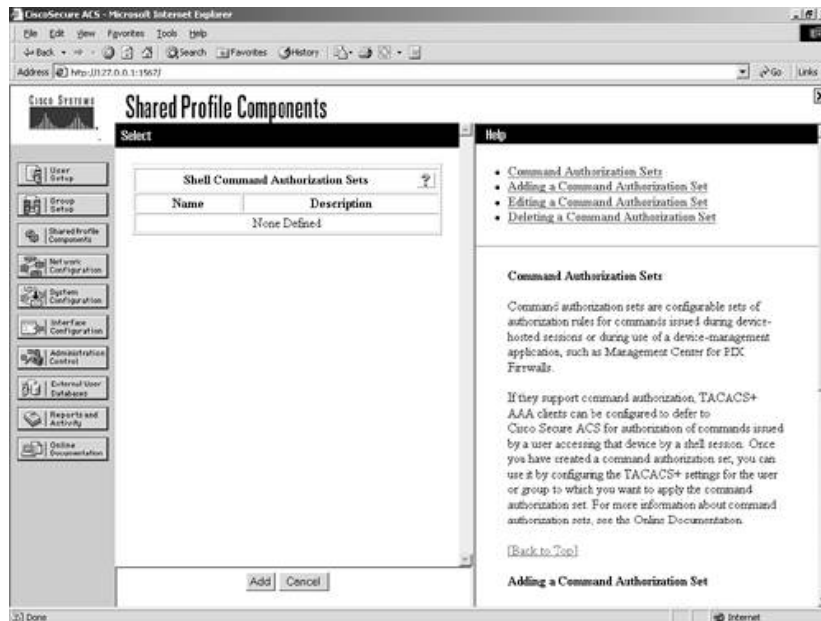 CiscoSecure ACS - Microsoft Internet Explorer
File Edit View Favorites Tools Help
Back Search Favorites History
Address http://127.0.0.1:1567/ Go Links
CISCO SYSTEMS
Shared Profile Components
Select
Help
User Setup
Group Setup
Shared Profile Components
Network Configuration
System Configuration
Interface Configuration
Administration Control
External User Databases
Reports and Activity
Online Documentation
Shell Command Authorization Sets ?
Name Description
None Defined
Add Cancel
Command Authorization Sets
Adding a Command Authorization Set
Editing a Command Authorization Set
Deleting a Command Authorization Set
Command Authorization Sets
Command authorization sets are configurable sets of
authorization rules for commands issued during device-
hosted sessions or during use of a device-management
application, such as Management Center for PIX
Firewalls.
If they support command authorization, TACACS+
AAA clients can be configured to defer to
Cisco Secure ACS for authorization of commands issued
by a user accessing that device by a shell session. Once
you have created a command authorization set, you can
use it by configuring the TACACS+ settings for the user
or group to which you want to apply the command
authorization set. For more information about command
authorization sets, see the Online Documentation.
[Back to Top]
Adding a Command Authorization Set
Done
Internet